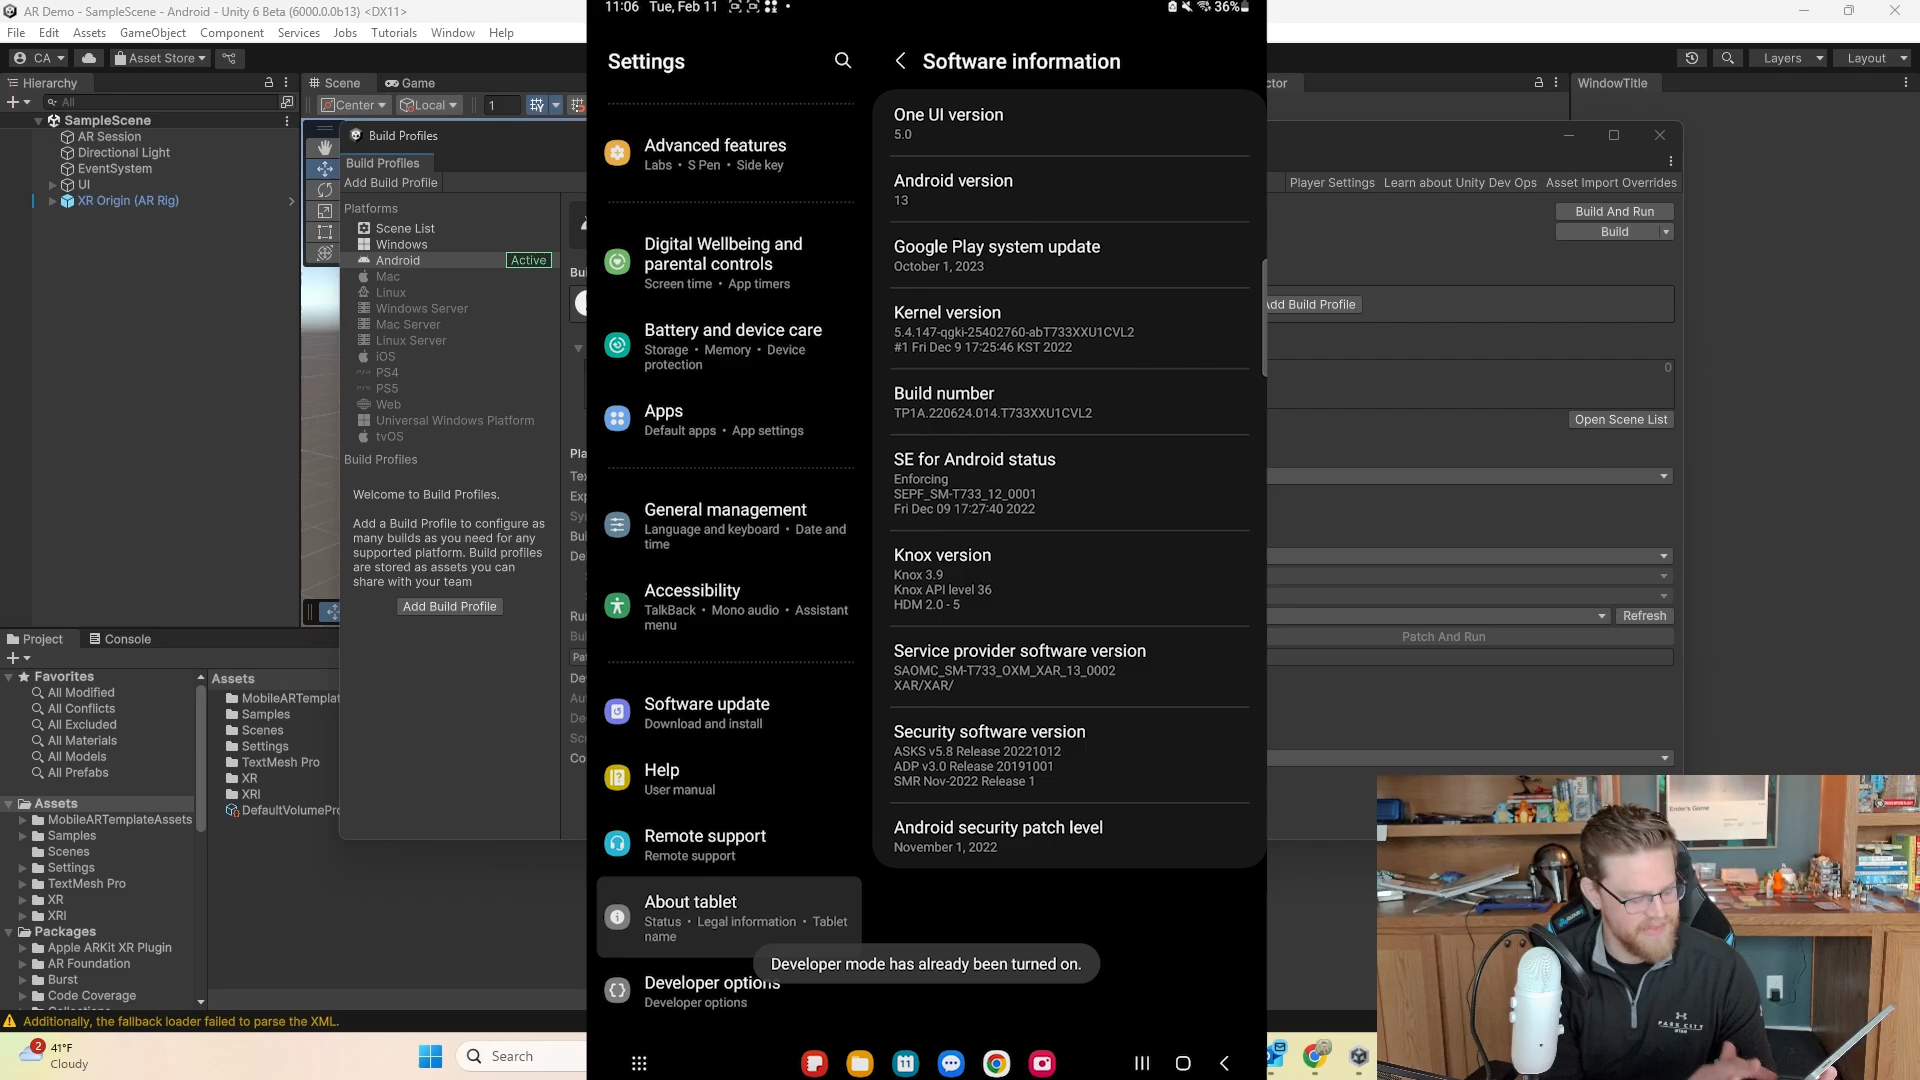 AR Demo - SampleScene - Android - Unity 6 Beta (6000.0.0b13) <DX11>
File Edit Assets GameObject Component Services Jobs Tutorials Window Help
CA
Asset Store
Layers
Layout
Hierarchy
All
SampleScene
AR Session
Directional Light
EventSystem
UI
XR Origin (AR Rig)
Scene
Game
Center
Local
1
Build Profiles
Build Profiles
Add Build Profile
Platforms
Scene List
Windows
Android
Active
Mac
Linux
Windows Server
Mac Server
Linux Server
iOS
PS4
PS5
Web
Universal Windows Platform
tvOS
Build Profiles
Welcome to Build Profiles.
Add a Build Profile to configure as
many builds as you need for any
supported platform. Build profiles
are stored as assets you can
share with your team
Add Build Profile
11:06 Tue, Feb 11
36%
Settings
Advanced features
Labs • S Pen • Side key
Digital Wellbeing and
parental controls
Screen time • App timers
Battery and device care
Storage • Memory • Device
protection
Apps
Default apps • App settings
General management
Language and keyboard • Date and
time
Accessibility
TalkBack • Mono audio • Assistant
menu
Software update
Download and install
Help
User manual
Remote support
Remote support
About tablet
Status • Legal information • Tablet
name
Developer options
Developer options
Software information
One UI version
5.0
Android version
13
Google Play system update
October 1, 2023
Kernel version
5.4.147-qgki-25402760-abT733XXU1CVL2
#1 Fri Dec 9 17:25:46 KST 2022
Build number
TP1A.220624.014.T733XXU1CVL2
SE for Android status
Enforcing
SEPF_SM-T733_12_0001
Fri Dec 09 17:27:40 2022
Knox version
Knox 3.9
Knox API level 36
HDM 2.0 - 5
Service provider software version
SAOMC_SM-T733_OXM_XAR_13_0002
XAR/XAR/
Security software version
ASKS v5.8 Release 20221012
ADP v3.0 Release 20191001
SMR Nov-2022 Release 1
Android security patch level
November 1, 2022
Developer mode has already been turned on.
ctor
WindowTitle
Player Settings
Learn about Unity Dev Ops
Asset Import Overrides
Build And Run
Build
Add Build Profile
0
Open Scene List
Refresh
Patch And Run
Project
Console
Favorites
All Modified
All Conflicts
All Excluded
All Materials
All Models
All Prefabs
Assets
MobileARTemplateAssets
Samples
Scenes
Settings
TextMesh Pro
XR
XRI
Packages
Apple ARKit XR Plugin
AR Foundation
Burst
Code Coverage
Assets
MobileARTemplat
Samples
Scenes
Settings
TextMesh Pro
XR
XRI
DefaultVolumePro
Additionally, the fallback loader failed to parse the XML.
2
41°F
Cloudy
Search
11
Ender's Game
PARK CITY